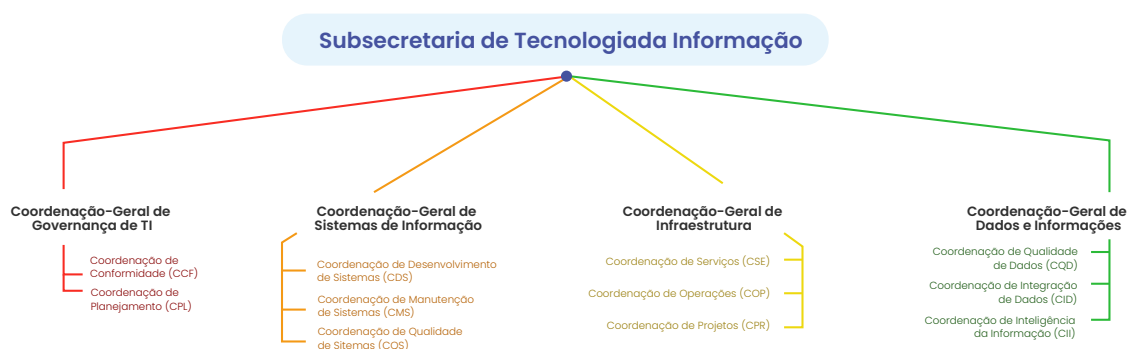 Subsecretaria de Tecnologiada Informação
Coordenação-Geral de
Governança de TI
Coordenação de
Conformidade (CCF)
Coordenação de
Planejamento (CPL)
Coordenação-Geral de
Sistemas de Informação
Coordenação de Desenvolvimento
de Sistemas (CDS)
Coordenação de Manutenção
de Sistemas (CMS)
Coordenação de Qualidade
de Sitemas (COS)
Coordenação-Geral de
Infraestrutura
Coordenação de Serviços (CSE)
Coordenação de Operações (COP)
Coordenação de Projetos (CPR)
Coordenação-Geral de
Dados e Informações
Coordenação de Qualidade
de Dados (CQD)
Coordenação de Integração
de Dados (CID)
Coordenação de Inteligência
da Informação (CII)